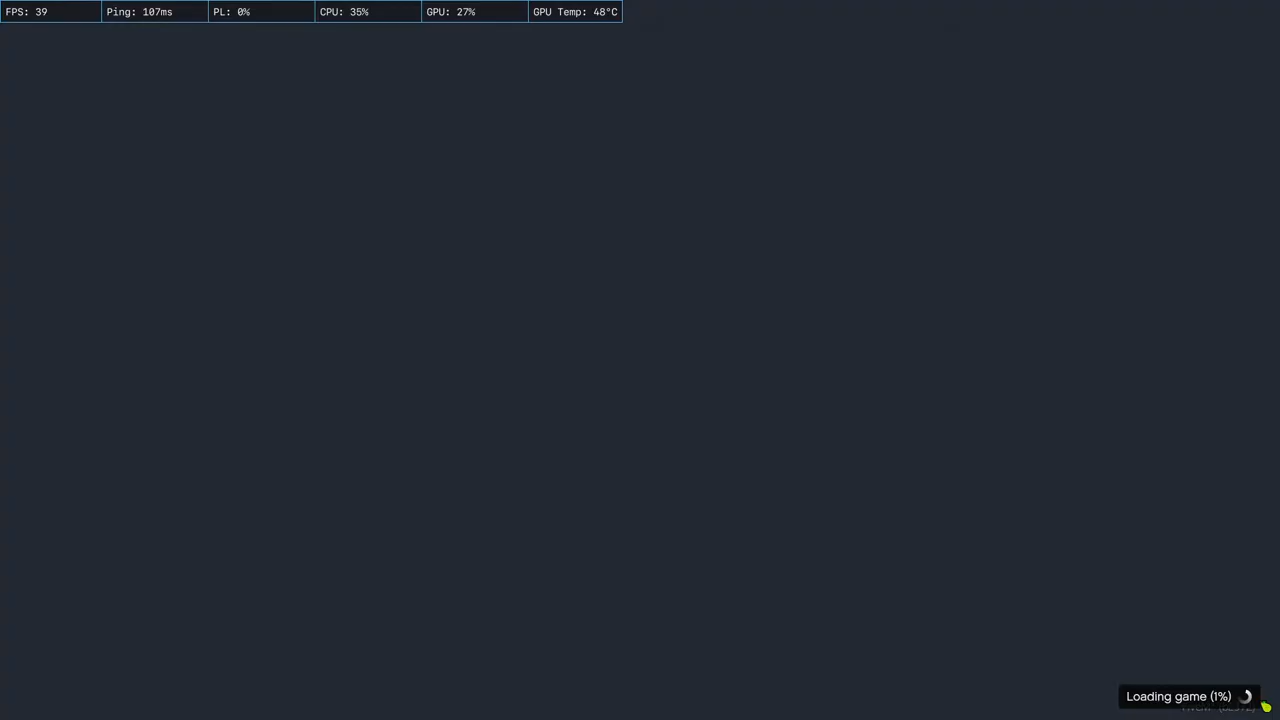 FPS: 39 Ping: 107ms PL: 0% CPU: 35% GPU: 27% GPU Temp: 48°C
Loading game (1%)